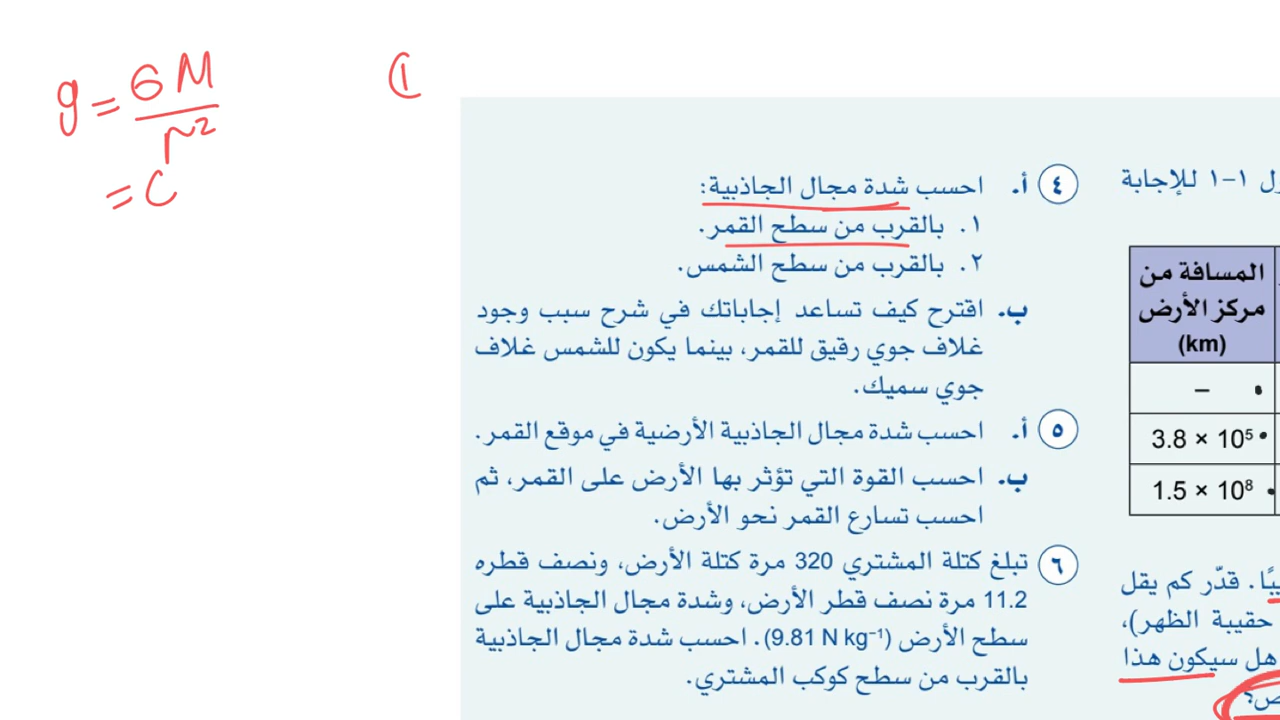 g = GM
r²
= C
①
٤ أ. احسب شدة مجال الجاذبية:
١. بالقرب من سطح القمر.
٢. بالقرب من سطح الشمس.
ب. اقترح كيف تساعد إجاباتك في شرح سبب وجود
غلاف جوي رقيق للقمر، بينما يكون للشمس غلاف
جوي سميك.
٥ أ. احسب شدة مجال الجاذبية الأرضية في موقع القمر.
ب. احسب القوة التي تؤثر بها الأرض على القمر، ثم
احسب تسارع القمر نحو الأرض.
٦ تبلغ كتلة المشتري 320 مرة كتلة الأرض، ونصف قطره
11.2 مرة نصف قطر الأرض، وشدة مجال الجاذبية على
سطح الأرض (9.81 N kg⁻¹). احسب شدة مجال الجاذبية
بالقرب من سطح كوكب المشتري.
١-١ للإجابة
المسافة من
مركز الأرض
(km)
–
3.8 × 10⁵
1.5 × 10⁸
قدّر كم يقل
حقيبة الظهر)،
هل سيكون هذا